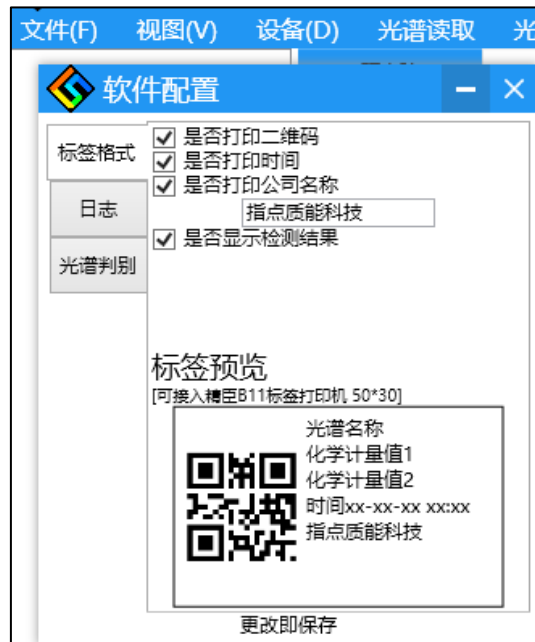 文件(F) 视图(V) 设备(D) 光谱读取 光
软件配置
标签格式
日志
光谱判别
是否打印二维码
是否打印时间
是否打印公司名称
指点质能科技
是否显示检测结果
标签预览
[可接入精臣B11标签打印机 50*30]
光谱名称
化学计量值1
化学计量值2
时间xx-xx-xx xx:xx
指点质能科技
更改即保存